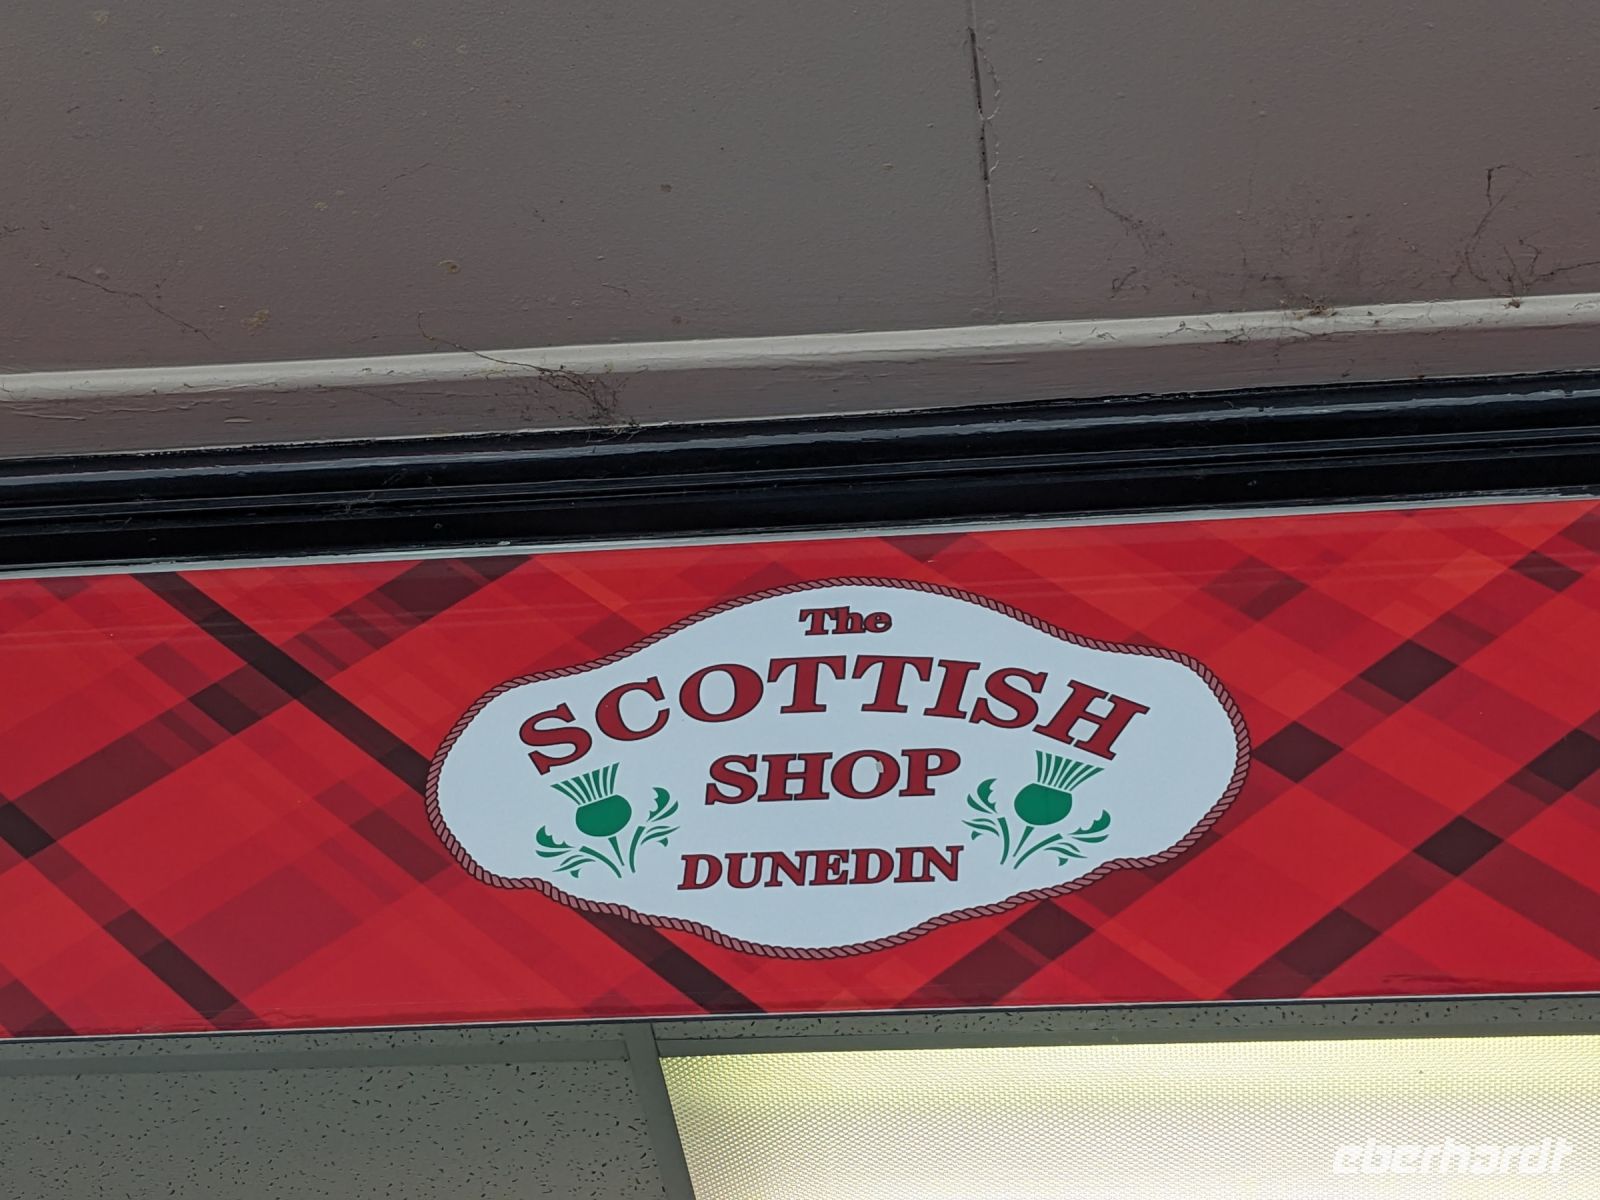 The
SCOTTISH
SHOP
DUNEDIN
eberhardt